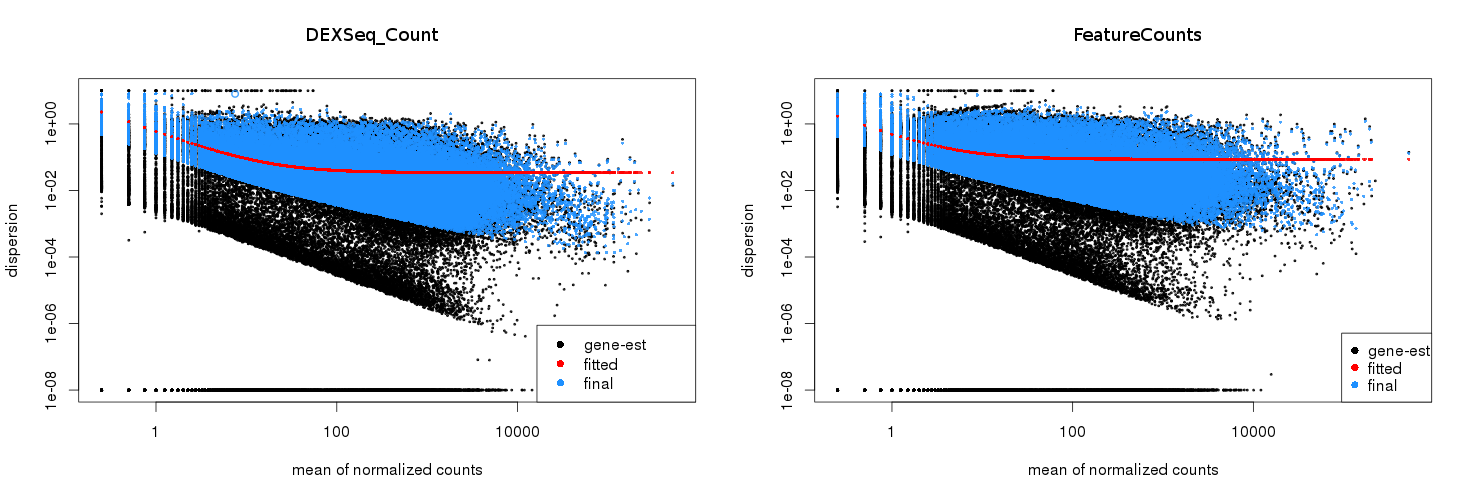 DEXSeq_Count
dispersion
1e+00
1e-02
1e-04
1e-06
1e-08
1
100
10000
mean of normalized counts
gene-est
fitted
final
FeatureCounts
dispersion
1e+00
1e-02
1e-04
1e-06
1e-08
1
100
10000
mean of normalized counts
gene-est
fitted
final